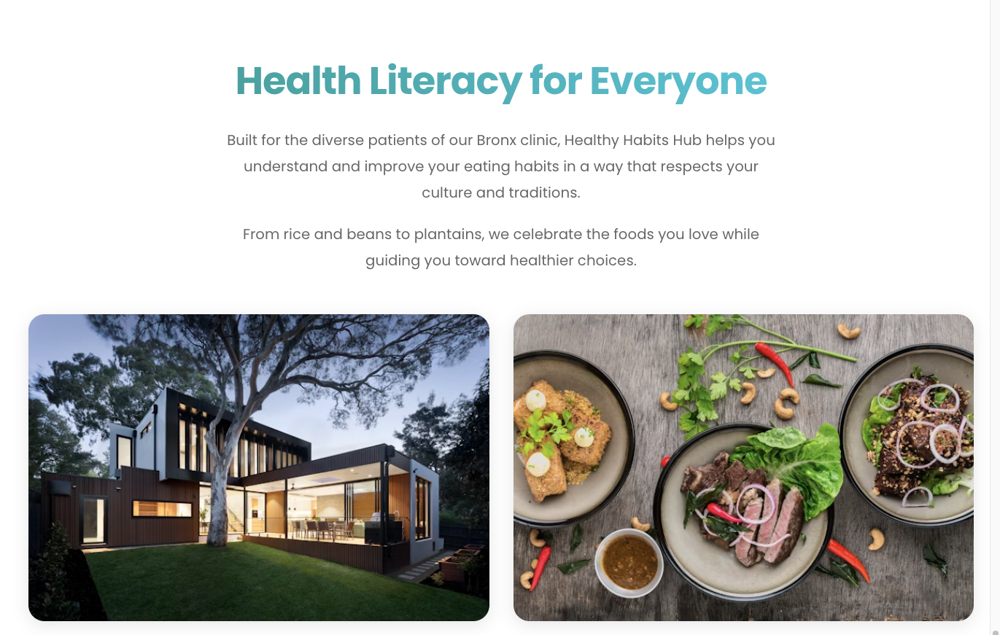 Health Literacy for Everyone
Built for the diverse patients of our Bronx clinic, Healthy Habits Hub helps you
understand and improve your eating habits in a way that respects your
culture and traditions.
From rice and beans to plantains, we celebrate the foods you love while
guiding you toward healthier choices.